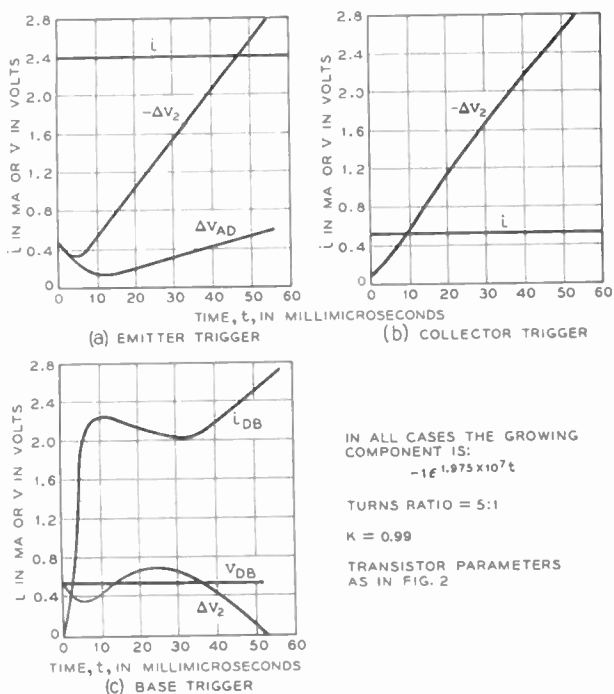 2.8
2.4
2.0
1.6
1.2
0.8
0.4
0
i IN MA OR V IN VOLTS
i
-ΔV₂
ΔV_AD
0 10 20 30 40 50 60
2.8
2.4
2.0
1.6
1.2
0.8
0.4
0
i IN MA OR V IN VOLTS
-ΔV₂
i
0 10 20 30 40 50 60
TIME, t, IN MILLIMICROSECONDS
(a) EMITTER TRIGGER
(b) COLLECTOR TRIGGER
2.8
2.4
2.0
1.6
1.2
0.8
0.4
0
i IN MA OR V IN VOLTS
i_DB
V_DB
ΔV₂
0 10 20 30 40 50 60
TIME, t, IN MILLIMICROSECONDS
(c) BASE TRIGGER
IN ALL CASES THE GROWING
COMPONENT IS:
-1ε^1.975×10⁷t
TURNS RATIO = 5:1
K = 0.99
TRANSISTOR PARAMETERS
AS IN FIG. 2